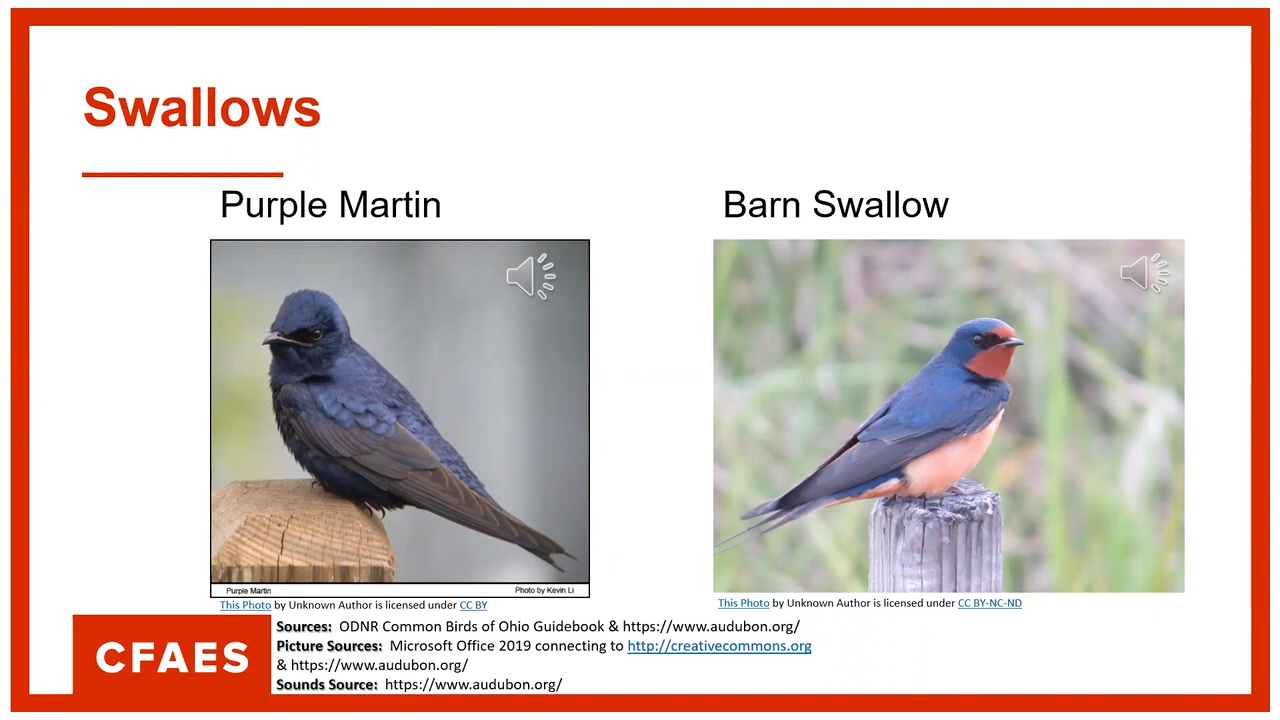 Swallows
Purple Martin
Barn Swallow
Purple Martin
Photo by Kevin Li
This Photo by Unknown Author is licensed under CC BY
This Photo by Unknown Author is licensed under CC BY-NC-ND
CFAES
Sources: ODNR Common Birds of Ohio Guidebook & https://www.audubon.org/
Picture Sources: Microsoft Office 2019 connecting to http://creativecommons.org
& https://www.audubon.org/
Sounds Source: https://www.audubon.org/